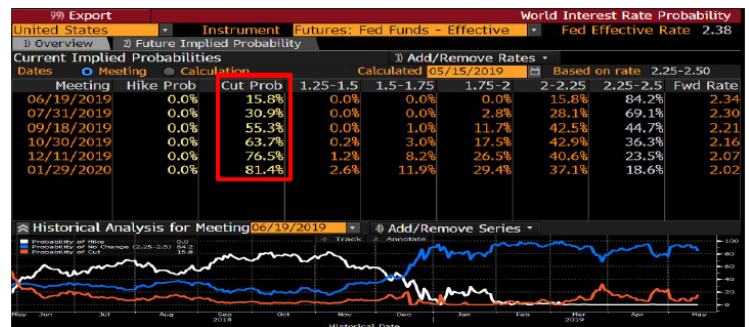 99) Export World Interest Rate Probability
United States Instrument Futures: Fed Funds - Effective Fed Effective Rate 2.38
1) Overview 2) Future Implied Probability
Current Implied Probabilities 3) Add/Remove Rates
Dates Meeting Calculation Calculated 05/15/2019 Based on rate 2.25-2.50
Meeting Hike Prob Cut Prob 1.25-1.5 1.5-1.75 1.75-2 2-2.25 2.25-2.5 Fwd Rate
06/19/2019 0.0% 15.8% 0.0% 0.0% 0.0% 15.8% 84.2% 2.34
07/31/2019 0.0% 30.9% 0.0% 0.0% 2.8% 28.1% 69.1% 2.30
09/18/2019 0.0% 55.3% 0.0% 1.0% 11.7% 42.5% 44.7% 2.21
10/30/2019 0.0% 63.7% 0.2% 3.0% 17.5% 42.9% 36.3% 2.16
12/11/2019 0.0% 76.5% 1.2% 8.2% 26.5% 40.6% 23.5% 2.07
01/29/2020 0.0% 81.4% 2.6% 11.9% 29.4% 37.1% 18.6% 2.02
Historical Analysis for Meeting 06/19/2019 4) Add/Remove Series
Track Annotate
Probability of Hike 0.0
Probability of No Change (2.25-2.5) 84.2
Probability of Cut 15.8
100
80
60
40
20
0
May Jun Jul Aug Sep Oct Nov Dec Jan Feb Mar Apr May
2018 2019
Historical Date